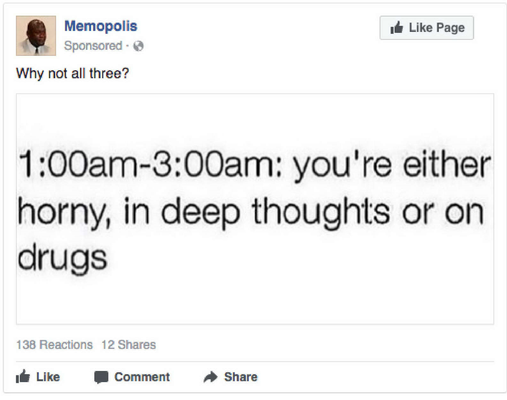 Memopolis
Like Page
Sponsored ·
Why not all three?
1:00am-3:00am: you're either
horny, in deep thoughts or on
drugs
138 Reactions 12 Shares
Like Comment Share